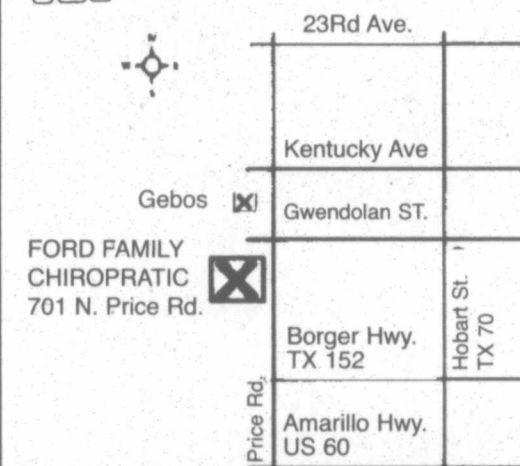 23Rd Ave.
Kentucky Ave
Gebos
Gwendolan ST.
FORD FAMILY
CHIROPRATIC
701 N. Price Rd.
Borger Hwy.
TX 152
Hobart St.
TX 70
Price Rd.
Amarillo Hwy.
US 60